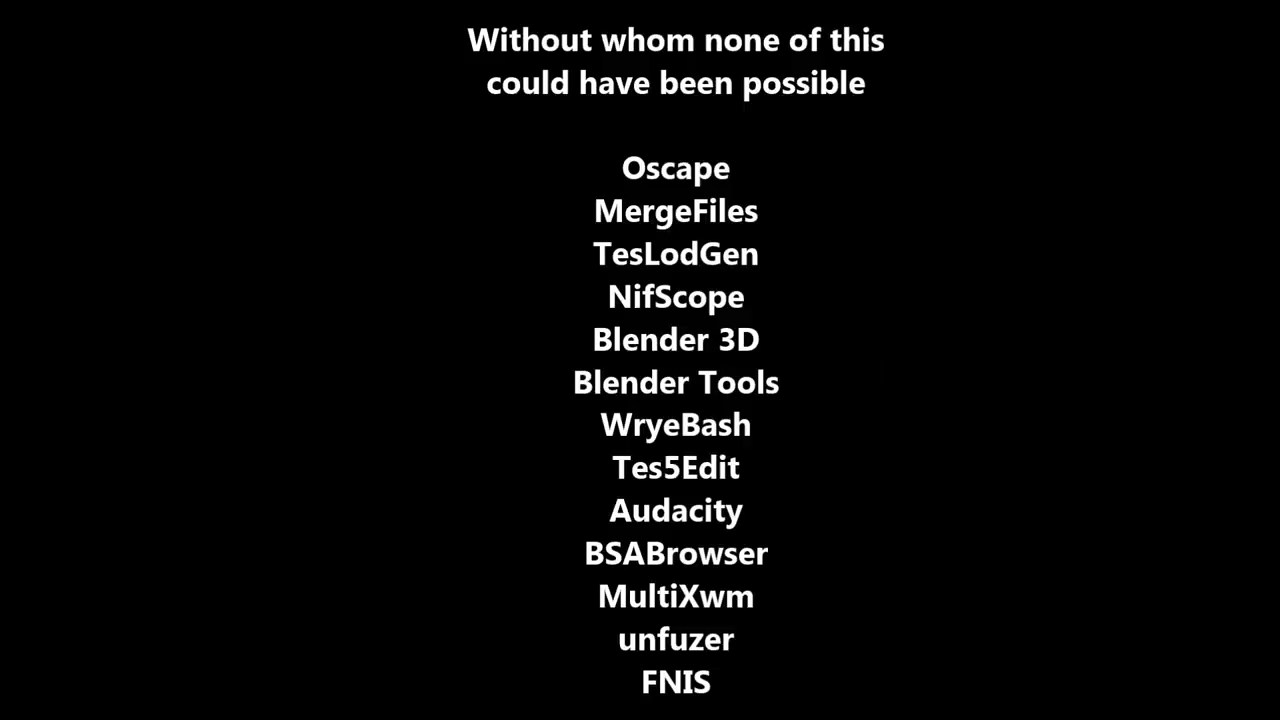 Without whom none of this
could have been possible
Oscape
MergeFiles
TesLodGen
NifScope
Blender 3D
Blender Tools
WryeBash
Tes5Edit
Audacity
BSABrowser
MultiXwm
unfuzer
FNIS